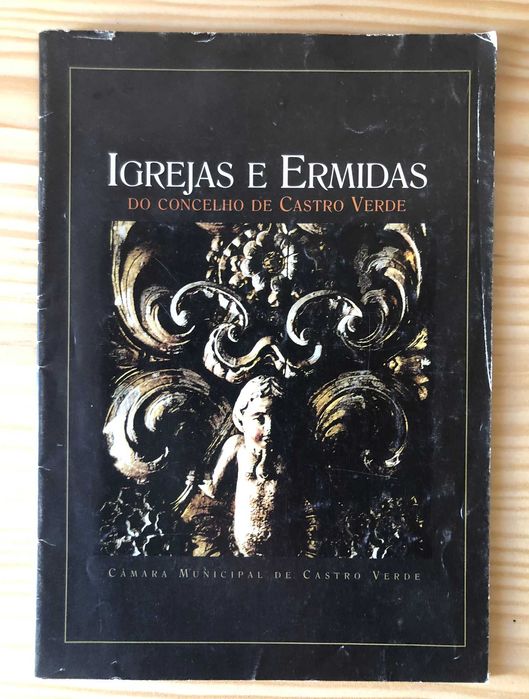 IGREJAS E ERMIDAS
DO CONCELHO DE CASTRO VERDE
CÂMARA MUNICIPAL DE CASTRO VERDE